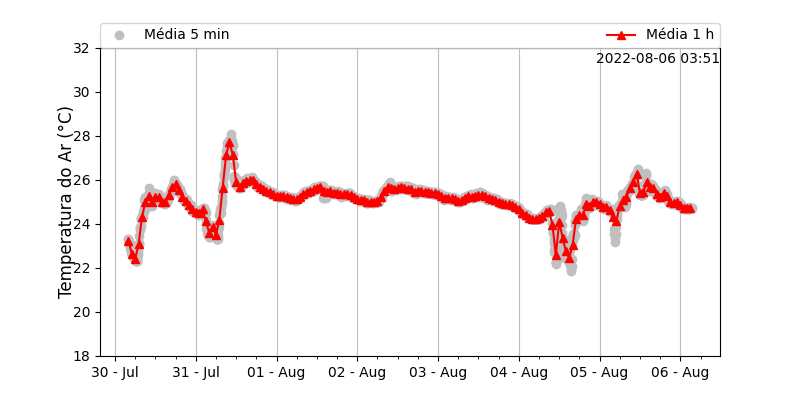 Média 5 min
Média 1 h
2022-08-06 03:51
Temperatura do Ar (°C)
32
30
28
26
24
22
20
18
30 - Jul
31 - Jul
01 - Aug
02 - Aug
03 - Aug
04 - Aug
05 - Aug
06 - Aug